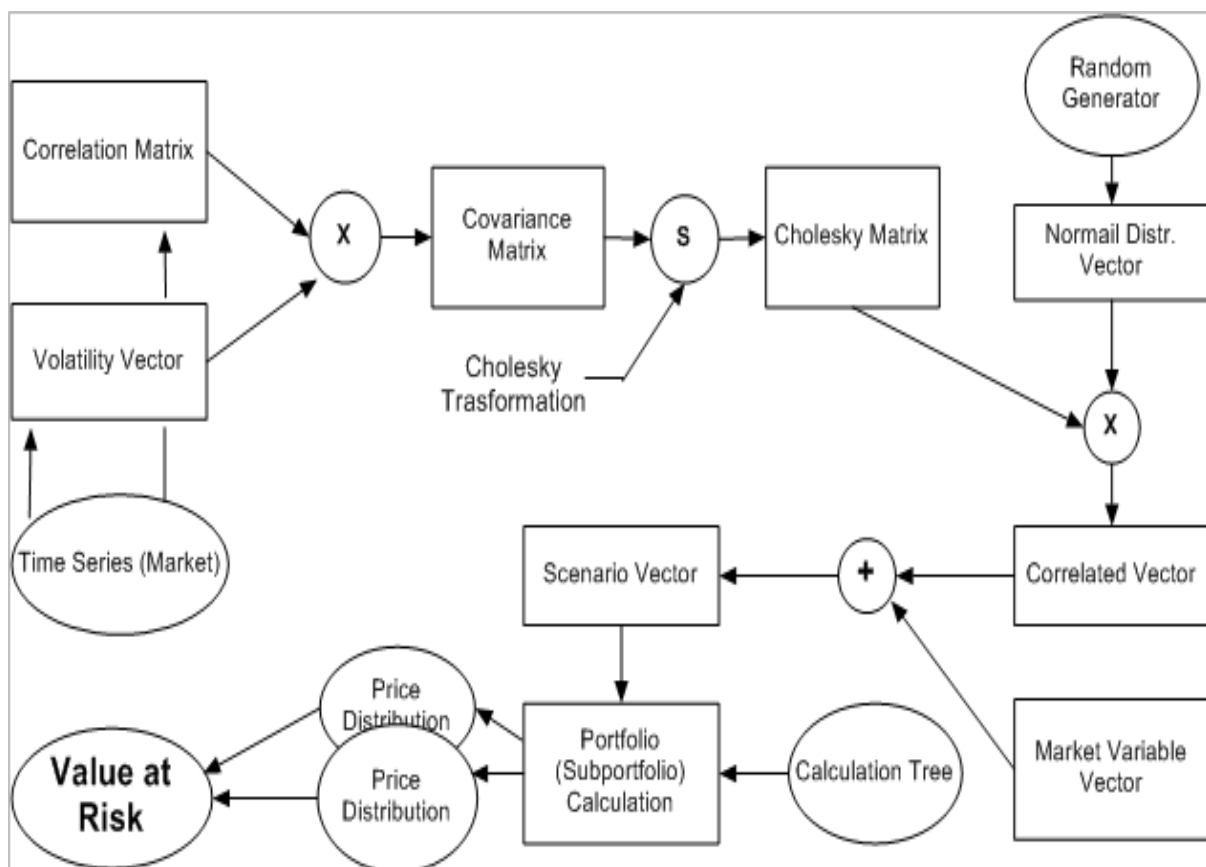 Random
Generator
Correlation Matrix
X
Covariance
Matrix
S
Cholesky Matrix
Normail Distr.
Vector
Volatility Vector
Cholesky
Trasformation
X
Time Series (Market)
Scenario Vector
+
Correlated Vector
Price
Distribution
Portfolio
(Subportfolio)
Calculation
Calculation Tree
Market Variable
Vector
Value at
Risk
Price
Distribution